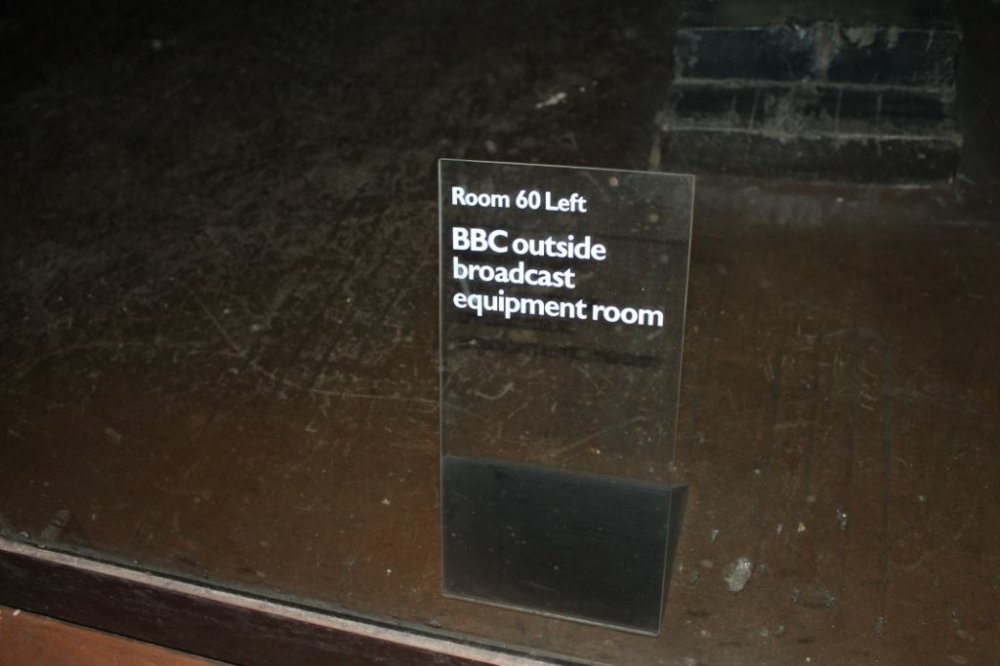 Room 60 Left
BBC outside
broadcast
equipment room